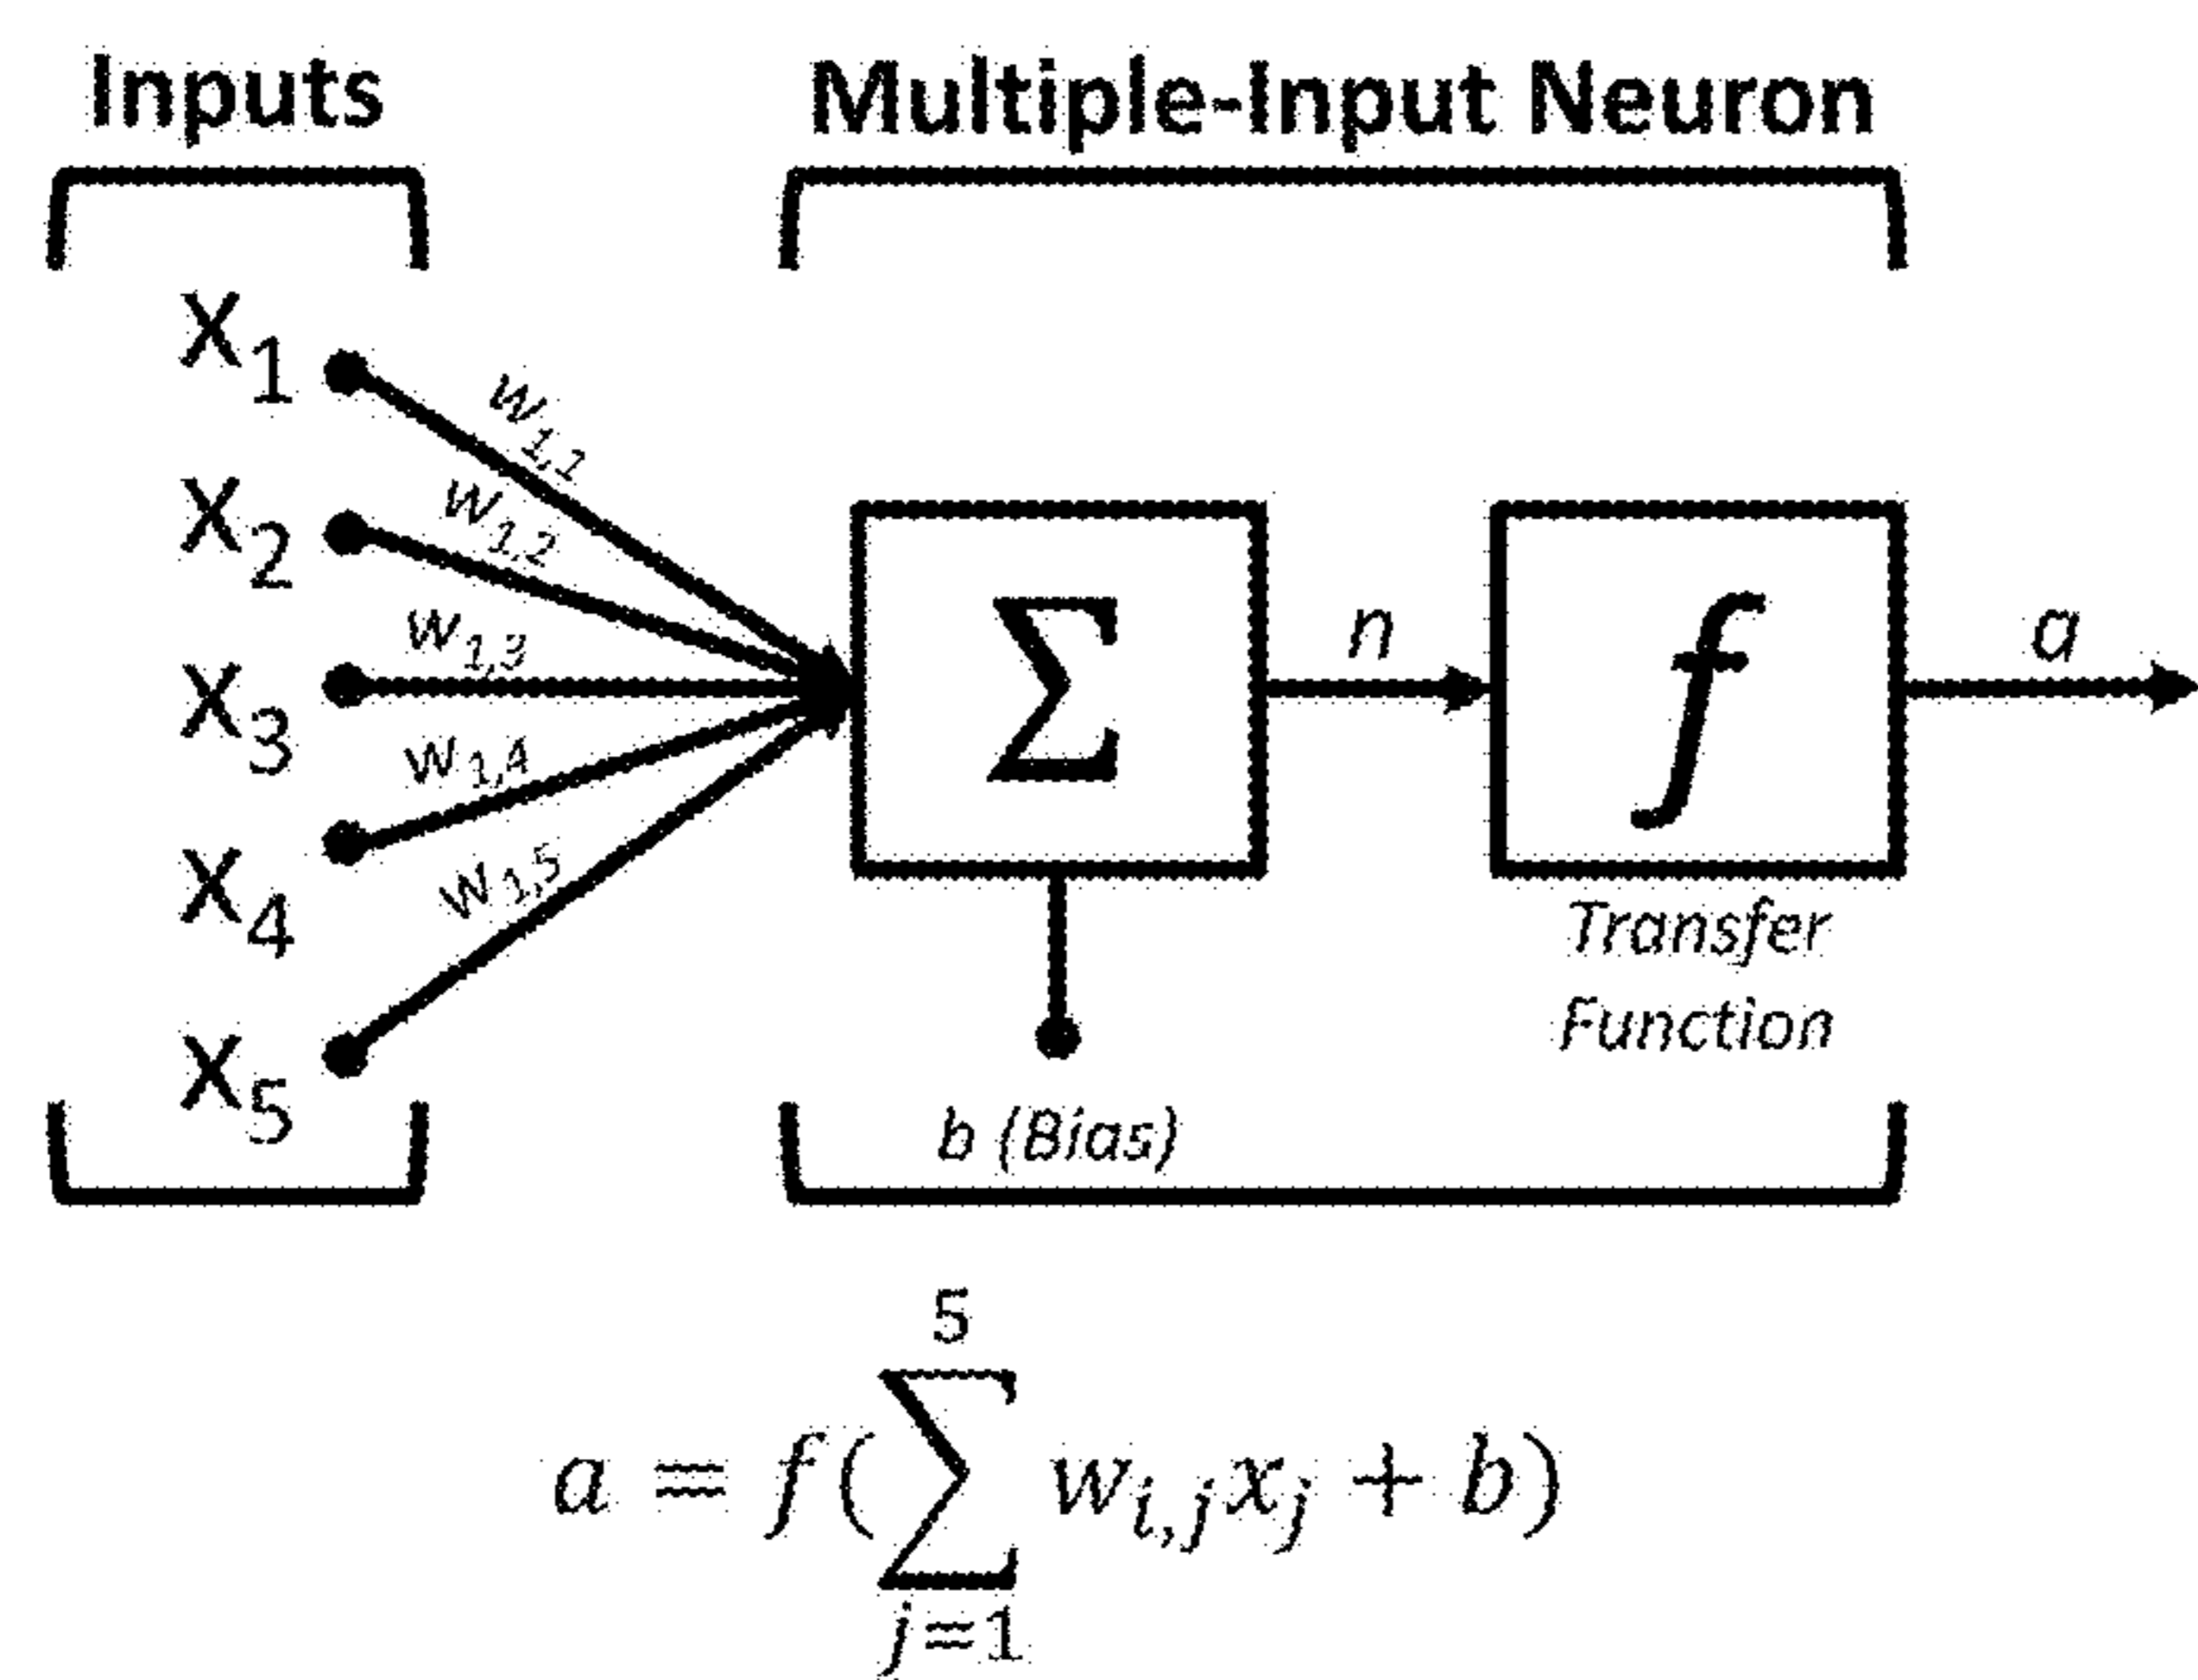 Inputs
Multiple-Input Neuron
X1
X2
X3
X4
X5
w1,1
w1,2
w1,3
w1,4
w1,5
Σ
n
f
a
Transfer
Function
b (Bias)
5
a = f(∑ wi,jxj + b)
j=1